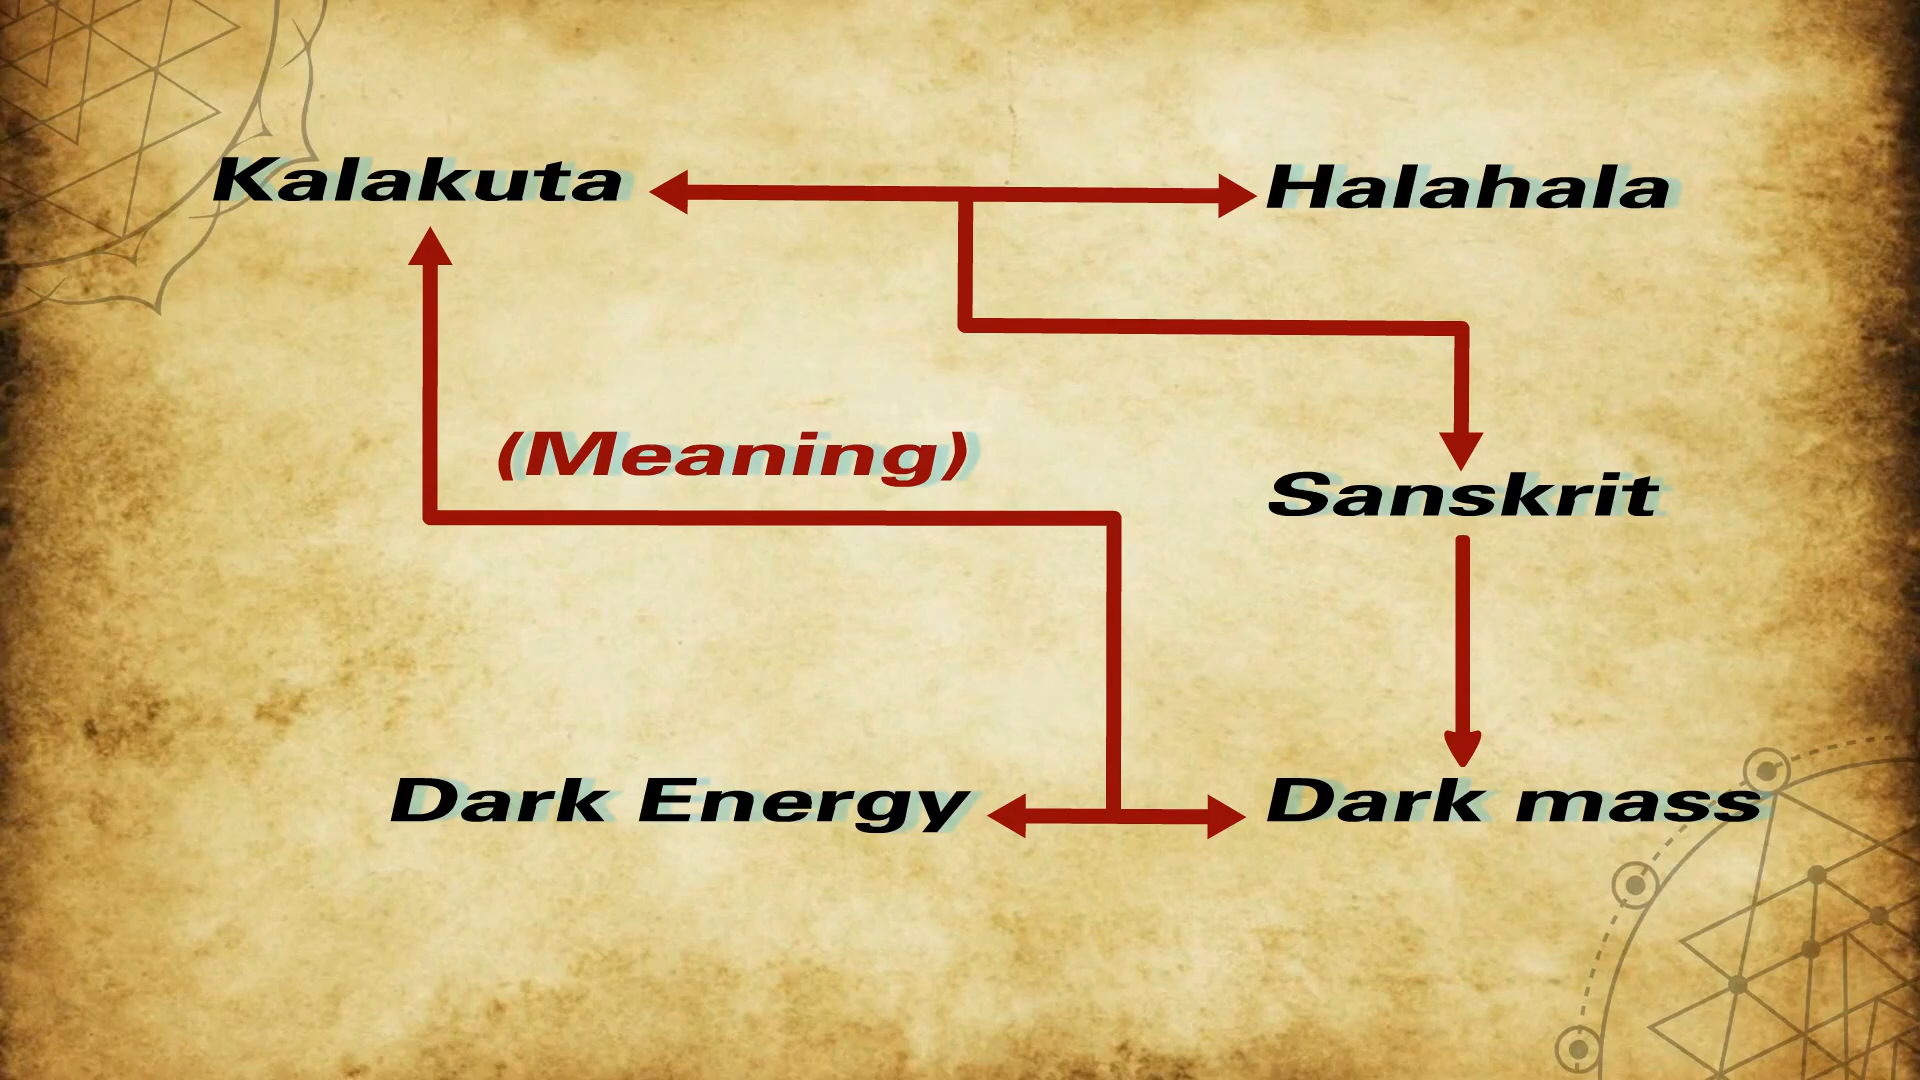 Kalakuta
Halahala
(Meaning)
Sanskrit
Dark Energy
Dark mass